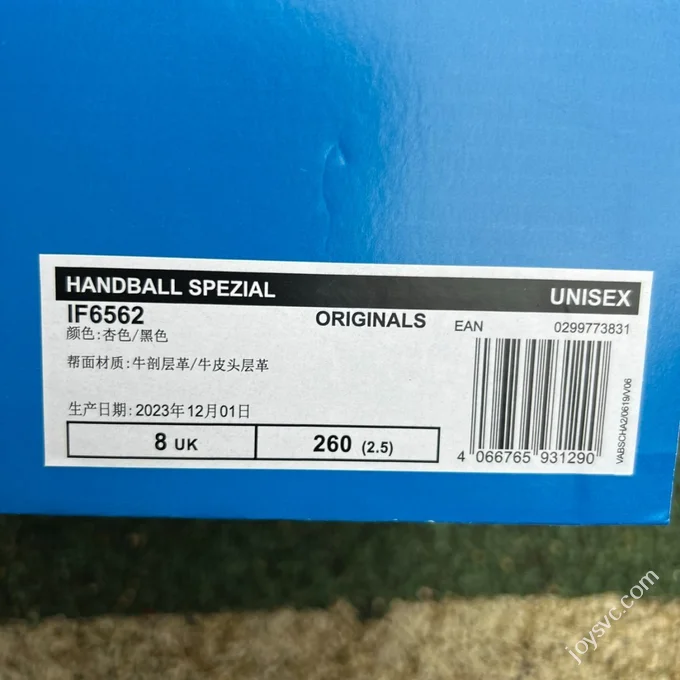 HANDBALL SPEZIAL UNISEX
IF6562 ORIGINALS
颜色:杏色/黑色
帮面材质:牛剖层革/牛皮头层革
生产日期:2023年12月01日
8 UK 260 (2.5)
EAN 0299773831
4 066765 931290
VABSCHA2/0619/V06
joysvc.com